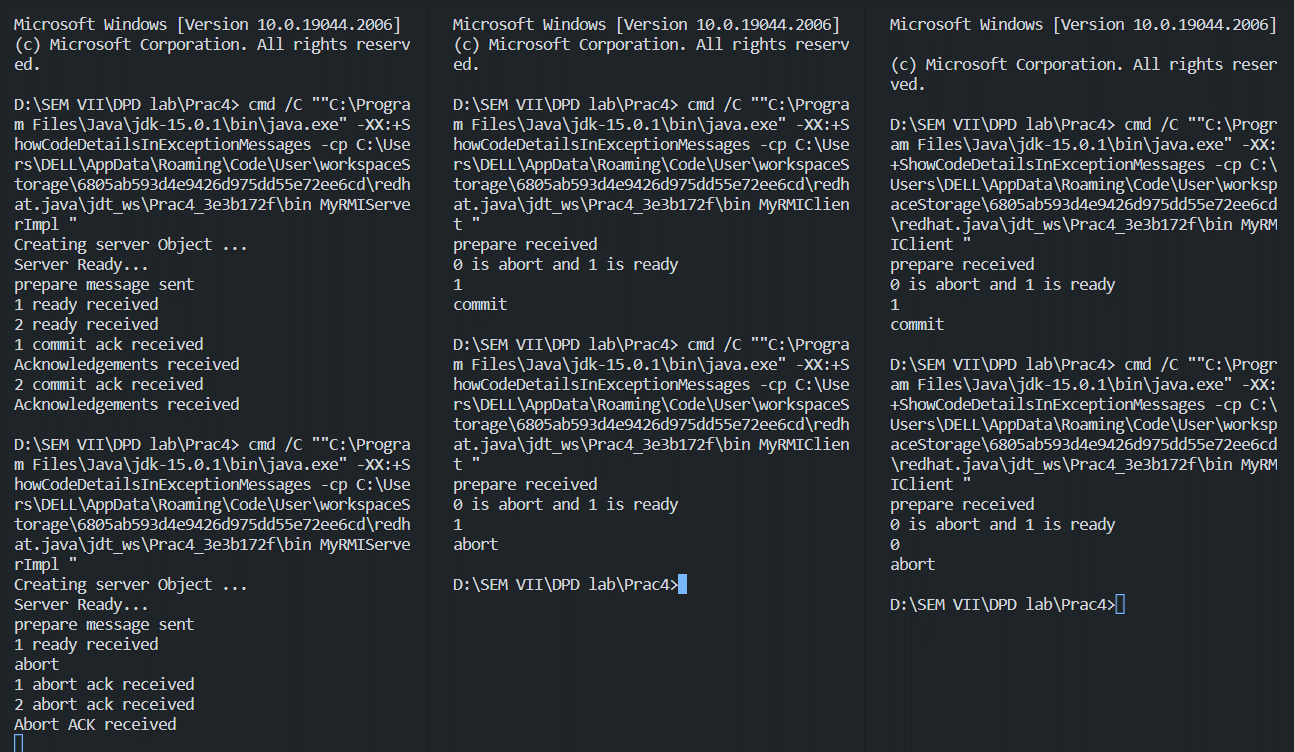 Microsoft Windows [Version 10.0.19044.2006]
(c) Microsoft Corporation. All rights reserv
ed.

D:\SEM VII\DPD lab\Prac4> cmd /C ""C:\Progra
m Files\Java\jdk-15.0.1\bin\java.exe" -XX:+S
howCodeDetailsInExceptionMessages -cp C:\Use
rs\DELL\AppData\Roaming\Code\User\workspaceS
torage\6805ab593d4e9426d975dd55e72ee6cd\redh
at.java\jdt_ws\Prac4_3e3b172f\bin MyRMIServe
rImpl "
Creating server Object ...
Server Ready...
prepare message sent
1 ready received
2 ready received
1 commit ack received
Acknowledgements received
2 commit ack received
Acknowledgements received

D:\SEM VII\DPD lab\Prac4> cmd /C ""C:\Progra
m Files\Java\jdk-15.0.1\bin\java.exe" -XX:+S
howCodeDetailsInExceptionMessages -cp C:\Use
rs\DELL\AppData\Roaming\Code\User\workspaceS
torage\6805ab593d4e9426d975dd55e72ee6cd\redh
at.java\jdt_ws\Prac4_3e3b172f\bin MyRMIServe
rImpl "
Creating server Object ...
Server Ready...
prepare message sent
1 ready received
abort
1 abort ack received
2 abort ack received
Abort ACK received

Microsoft Windows [Version 10.0.19044.2006]
(c) Microsoft Corporation. All rights reserv
ed.

D:\SEM VII\DPD lab\Prac4> cmd /C ""C:\Progra
m Files\Java\jdk-15.0.1\bin\java.exe" -XX:+S
howCodeDetailsInExceptionMessages -cp C:\Use
rs\DELL\AppData\Roaming\Code\User\workspaceS
torage\6805ab593d4e9426d975dd55e72ee6cd\redh
at.java\jdt_ws\Prac4_3e3b172f\bin MyRMIClien
t "
prepare received
0 is abort and 1 is ready
1
commit

D:\SEM VII\DPD lab\Prac4> cmd /C ""C:\Progra
m Files\Java\jdk-15.0.1\bin\java.exe" -XX:+S
howCodeDetailsInExceptionMessages -cp C:\Use
rs\DELL\AppData\Roaming\Code\User\workspaceS
torage\6805ab593d4e9426d975dd55e72ee6cd\redh
at.java\jdt_ws\Prac4_3e3b172f\bin MyRMIClien
t "
prepare received
0 is abort and 1 is ready
1
abort

D:\SEM VII\DPD lab\Prac4>

Microsoft Windows [Version 10.0.19044.2006]

(c) Microsoft Corporation. All rights reser
ved.

D:\SEM VII\DPD lab\Prac4> cmd /C ""C:\Progr
am Files\Java\jdk-15.0.1\bin\java.exe" -XX:
+ShowCodeDetailsInExceptionMessages -cp C:\
Users\DELL\AppData\Roaming\Code\User\worksp
aceStorage\6805ab593d4e9426d975dd55e72ee6cd
\redhat.java\jdt_ws\Prac4_3e3b172f\bin MyRM
IClient "
prepare received
0 is abort and 1 is ready
1
commit

D:\SEM VII\DPD lab\Prac4> cmd /C ""C:\Progr
am Files\Java\jdk-15.0.1\bin\java.exe" -XX:
+ShowCodeDetailsInExceptionMessages -cp C:\
Users\DELL\AppData\Roaming\Code\User\worksp
aceStorage\6805ab593d4e9426d975dd55e72ee6cd
\redhat.java\jdt_ws\Prac4_3e3b172f\bin MyRM
IClient "
prepare received
0 is abort and 1 is ready
0
abort

D:\SEM VII\DPD lab\Prac4>